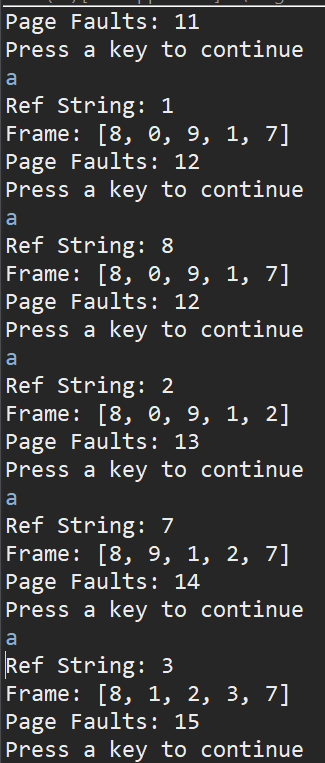 Page Faults: 11
Press a key to continue
a
Ref String: 1
Frame: [8, 0, 9, 1, 7]
Page Faults: 12
Press a key to continue
a
Ref String: 8
Frame: [8, 0, 9, 1, 7]
Page Faults: 12
Press a key to continue
a
Ref String: 2
Frame: [8, 0, 9, 1, 2]
Page Faults: 13
Press a key to continue
a
Ref String: 7
Frame: [8, 9, 1, 2, 7]
Page Faults: 14
Press a key to continue
a
Ref String: 3
Frame: [8, 1, 2, 3, 7]
Page Faults: 15
Press a key to continue